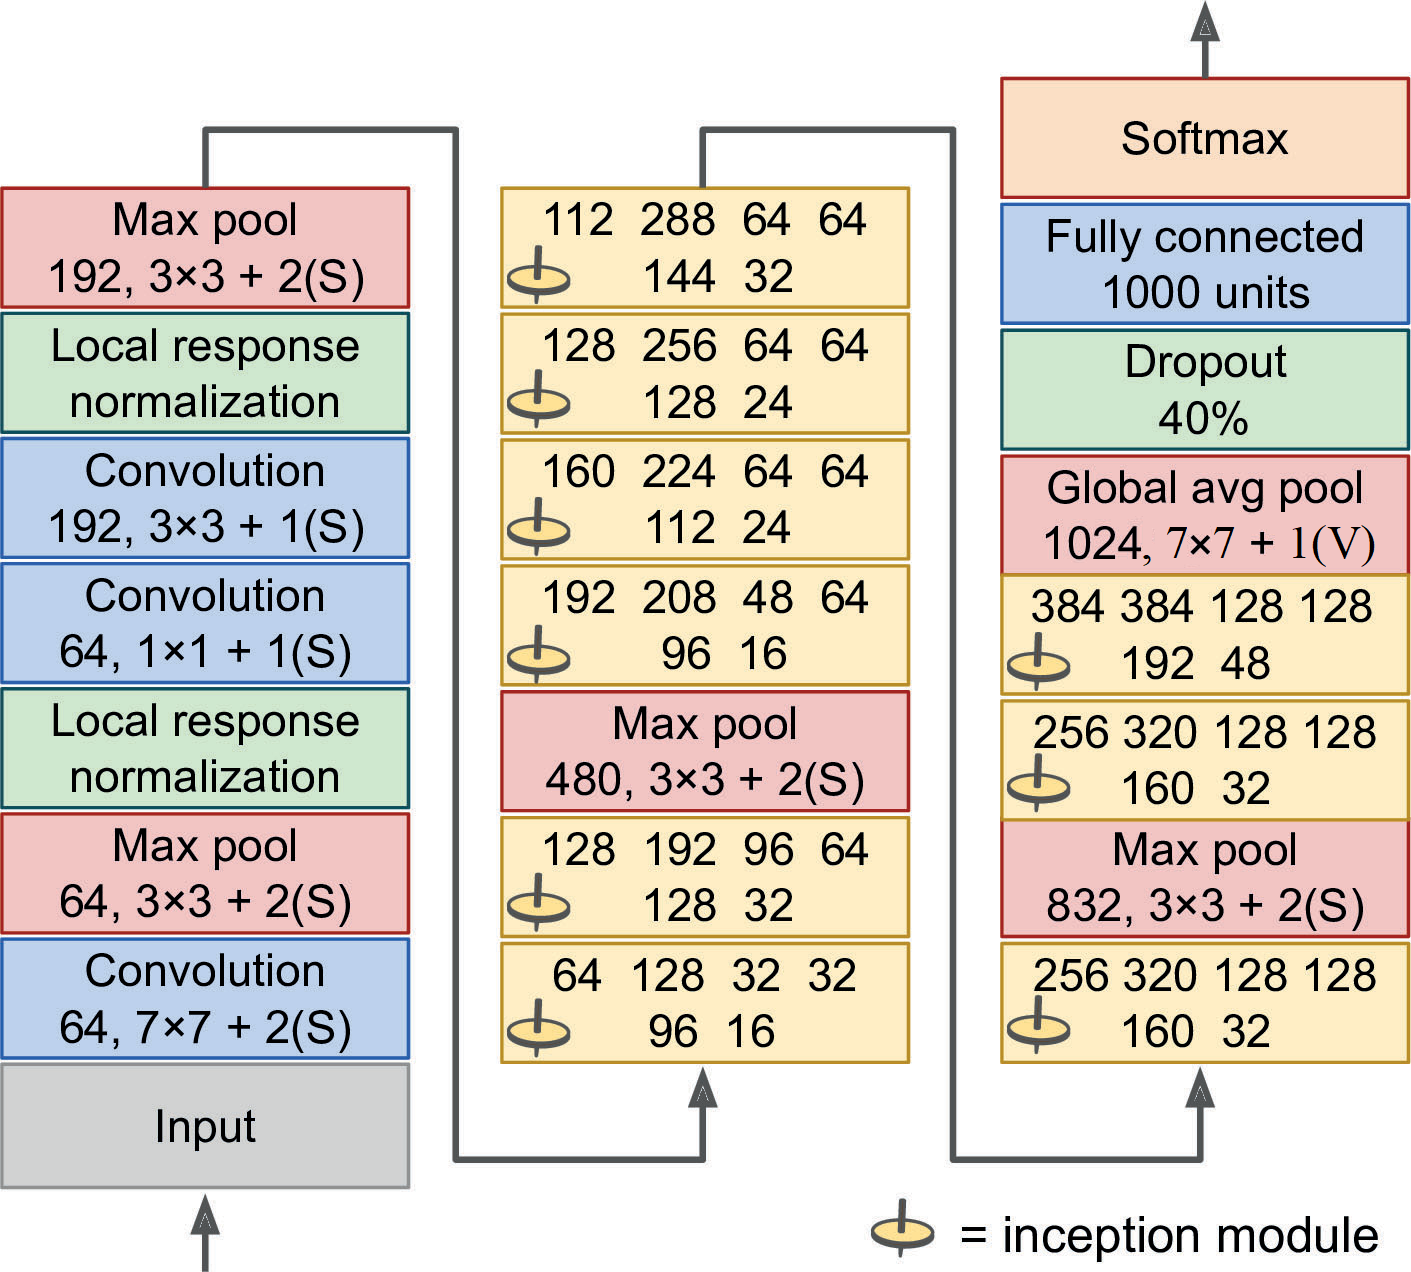 Max pool
192, 3×3 + 2(S)
Local response
normalization
Convolution
192, 3×3 + 1(S)
Convolution
64, 1×1 + 1(S)
Local response
normalization
Max pool
64, 3×3 + 2(S)
Convolution
64, 7×7 + 2(S)
Input
112 288 64 64
144 32
128 256 64 64
128 24
160 224 64 64
112 24
192 208 48 64
96 16
Max pool
480, 3×3 + 2(S)
128 192 96 64
128 32
64 128 32 32
96 16
Softmax
Fully connected
1000 units
Dropout
40%
Global avg pool
1024, 7×7 + 1(V)
384 384 128 128
192 48
256 320 128 128
160 32
Max pool
832, 3×3 + 2(S)
256 320 128 128
160 32
= inception module